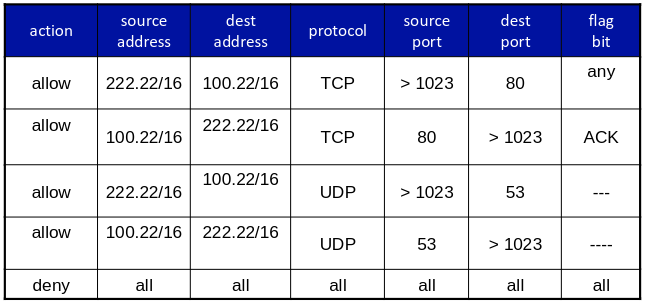 action source address dest address protocol source port dest port flag bit
allow 222.22/16 100.22/16 TCP > 1023 80 any
allow 100.22/16 222.22/16 TCP 80 > 1023 ACK
allow 222.22/16 100.22/16 UDP > 1023 53 ---
allow 100.22/16 222.22/16 UDP 53 > 1023 ----
deny all all all all all all